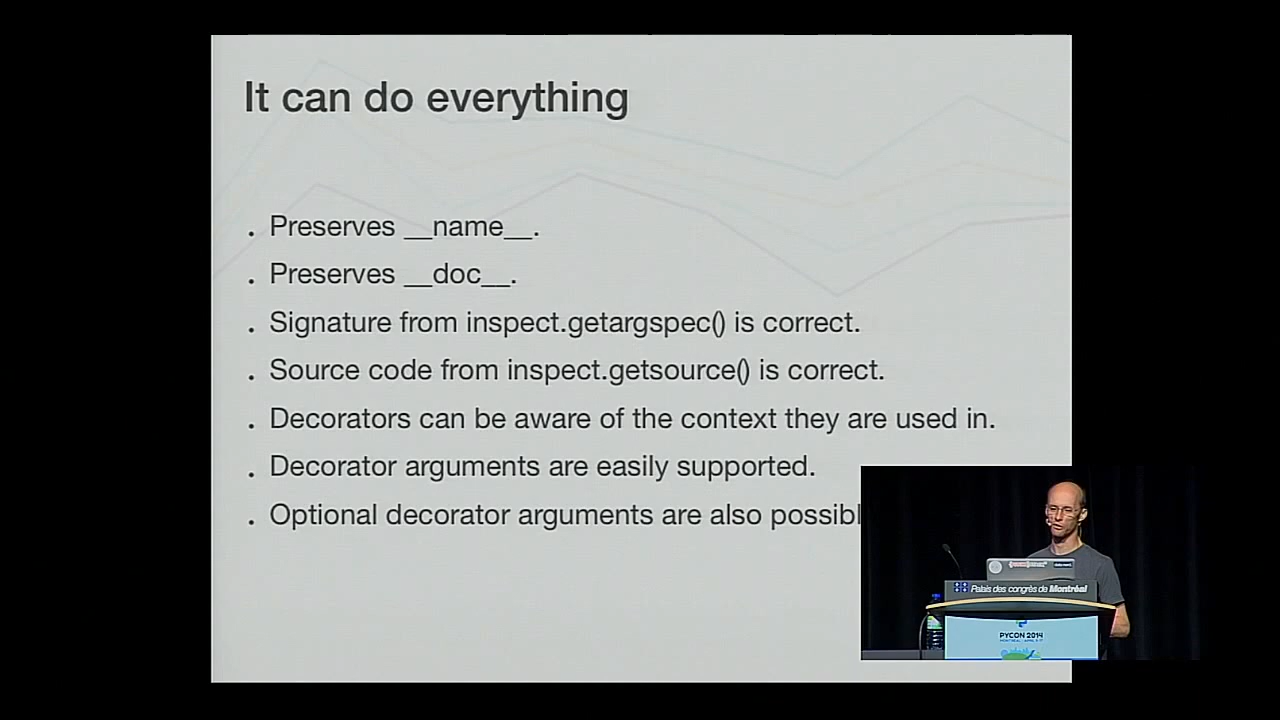 It can do everything
. Preserves __name__.
. Preserves __doc__.
. Signature from inspect.getargspec() is correct.
. Source code from inspect.getsource() is correct.
. Decorators can be aware of the context they are used in.
. Decorator arguments are easily supported.
. Optional decorator arguments are also possibl
Palais des congrès de Montréal
PYCON 2014